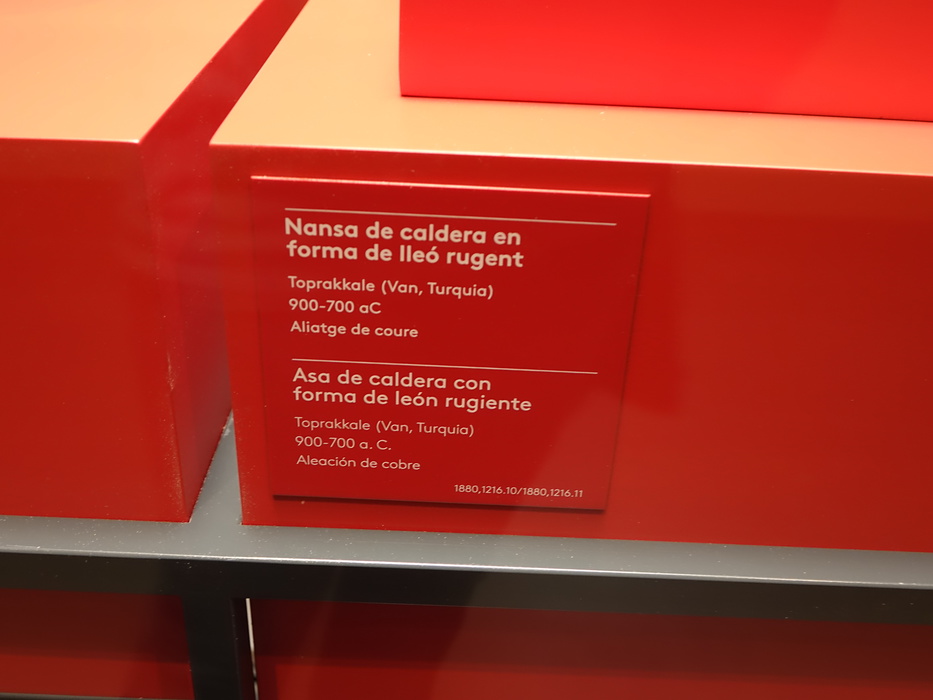 Nansa de caldera en
forma de lleó rugent
Toprakkale (Van, Turquia)
900-700 aC
Aliatge de coure
Asa de caldera con
forma de león rugiente
Toprakkale (Van, Turquia)
900-700 a. C.
Aleación de cobre
1880,1216.10/1880,1216.11